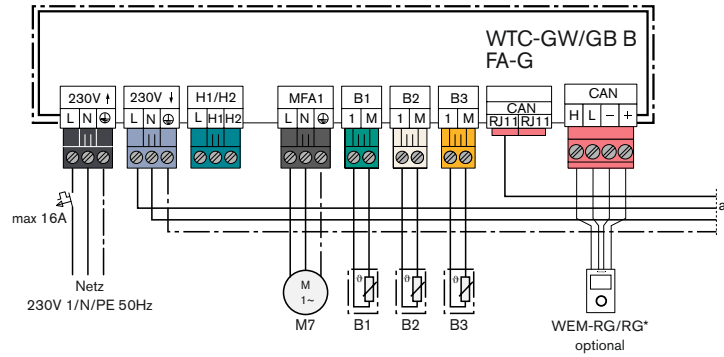 WTC-GW/GB B
FA-G
230V ↑ 230V ↓ H1/H2 MFA1 B1 B2 B3 CAN CAN
L N ⏚ L N ⏚ L H1 H2 L N ⏚ 1 M 1 M 1 M RJ11 RJ11 H L − +
max 16A
a
M
1~
ϑ ϑ ϑ
Netz
230V 1/N/PE 50Hz
M7 B1 B2 B3
WEM-RG/RG*
optional